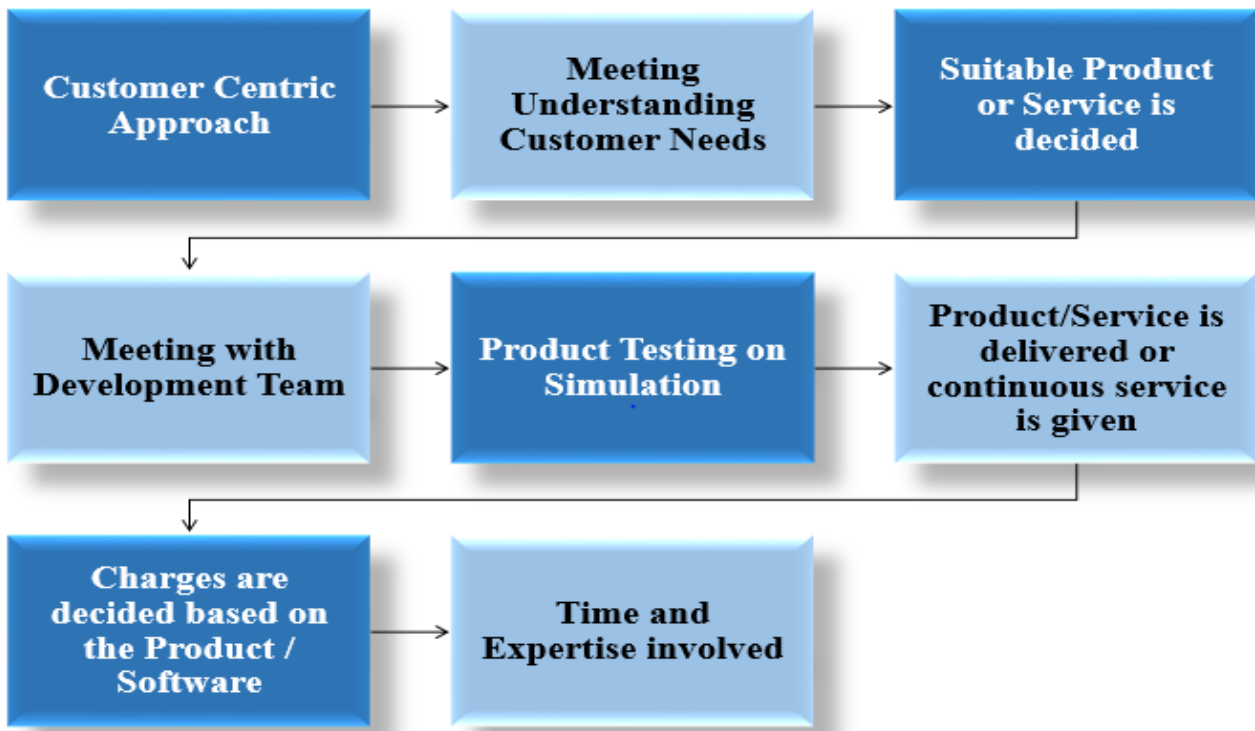 Customer Centric
Approach
Meeting
Understanding
Customer Needs
Suitable Product
or Service is
decided
Meeting with
Development Team
Product Testing on
Simulation
Product/Service is
delivered or
continuous service
is given
Charges are
decided based on
the Product /
Software
Time and
Expertise involved